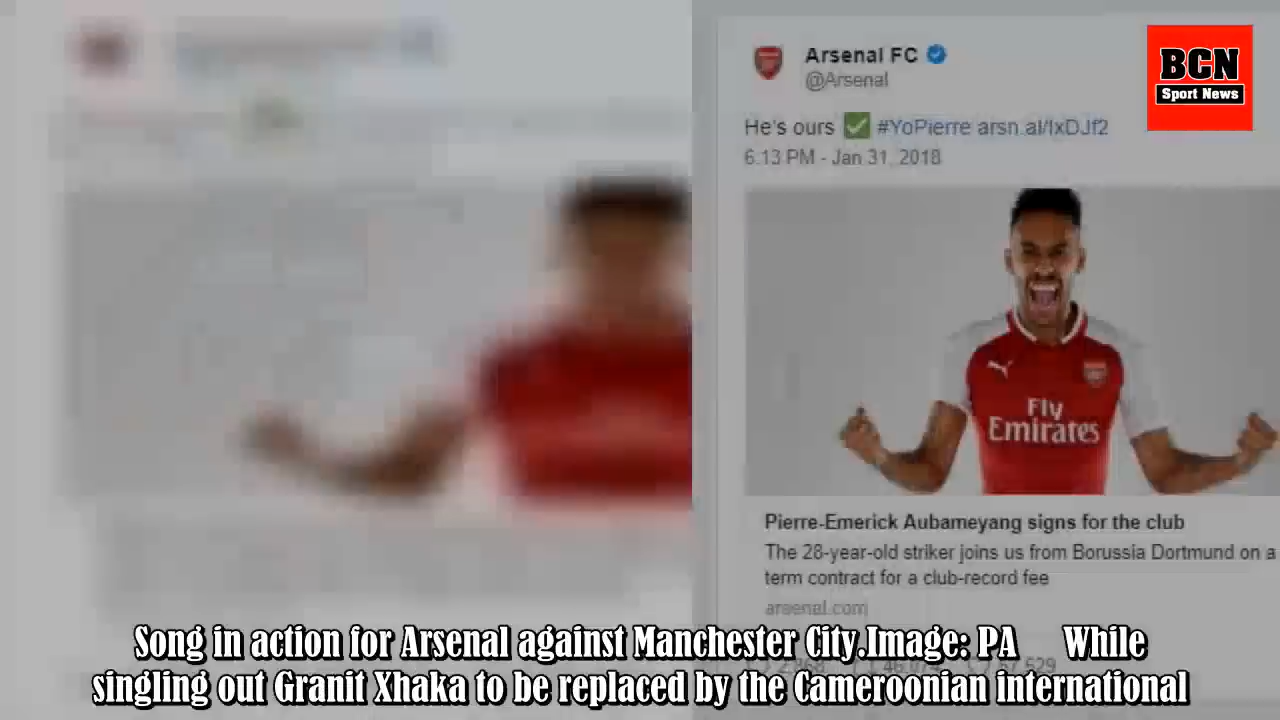 Arsenal FC
@Arsenal
BCN
Sport News
He's ours ✅ #YoPierre arsn.al/IxDJf2
6:13 PM - Jan 31, 2018
Fly
Emirates
Pierre-Emerick Aubameyang signs for the club
The 28-year-old striker joins us from Borussia Dortmund on a
term contract for a club-record fee
arsenal.com
Song in action for Arsenal against Manchester City.Image: PA While
singling out Granit Xhaka to be replaced by the Cameroonian international